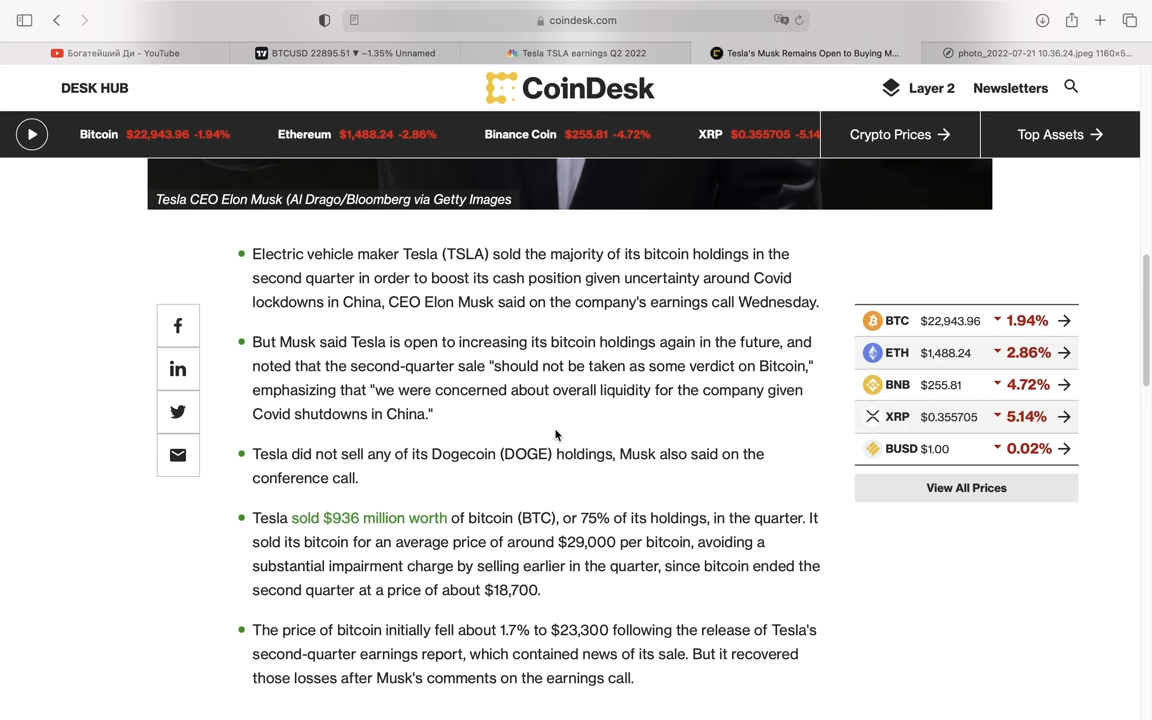 coindesk.com
Богатейший Ди - YouTube
BTCUSD 22895.51 ▼ −1.35% Unnamed
Tesla TSLA earnings Q2 2022
Tesla's Musk Remains Open to Buying M...
photo_2022-07-21 10.36.24.jpeg 1160×5...
DESK HUB
CoinDesk
Layer 2
Newsletters
Bitcoin $22,943.96 -1.94%
Ethereum $1,488.24 -2.86%
Binance Coin $255.81 -4.72%
XRP $0.355705 -5.14
Crypto Prices →
Top Assets →
Tesla CEO Elon Musk (Al Drago/Bloomberg via Getty Images
Electric vehicle maker Tesla (TSLA) sold the majority of its bitcoin holdings in the
second quarter in order to boost its cash position given uncertainty around Covid
lockdowns in China, CEO Elon Musk said on the company's earnings call Wednesday.
But Musk said Tesla is open to increasing its bitcoin holdings again in the future, and
noted that the second-quarter sale "should not be taken as some verdict on Bitcoin,"
emphasizing that "we were concerned about overall liquidity for the company given
Covid shutdowns in China."
Tesla did not sell any of its Dogecoin (DOGE) holdings, Musk also said on the
conference call.
Tesla sold $936 million worth of bitcoin (BTC), or 75% of its holdings, in the quarter. It
sold its bitcoin for an average price of around $29,000 per bitcoin, avoiding a
substantial impairment charge by selling earlier in the quarter, since bitcoin ended the
second quarter at a price of about $18,700.
The price of bitcoin initially fell about 1.7% to $23,300 following the release of Tesla's
second-quarter earnings report, which contained news of its sale. But it recovered
those losses after Musk's comments on the earnings call.
BTC $22,943.96 1.94% →
ETH $1,488.24 2.86% →
BNB $255.81 4.72% →
XRP $0.355705 5.14% →
BUSD $1.00 0.02% →
View All Prices